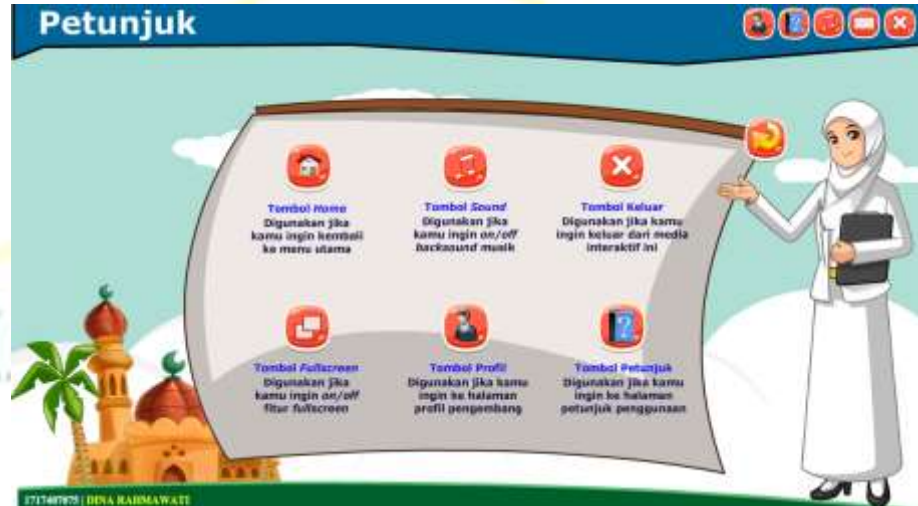 Petunjuk
Tombol Home
Digunakan jika
kamu ingin kembali
ke menu utama
Tombol Sound
Digunakan jika
kamu ingin on/off
backsound musik
Tombol Keluar
Digunakan jika kamu
ingin keluar dari media
interaktif ini
Tombol Fullscreen
Digunakan jika
kamu ingin on/off
fitur fullscreen
Tombol Profil
Digunakan jika kamu
ingin ke halaman
profil pengembang
Tombol Petunjuk
Digunakan jika kamu
ingin ke halaman
petunjuk penggunaan
| DINA RAHMAWATI